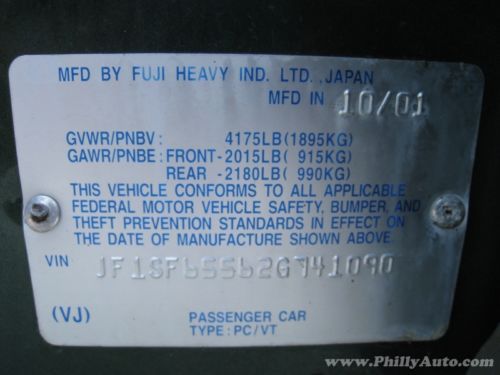 MFD BY FUJI HEAVY IND. LTD. JAPAN
MFD IN 10/01
GVWR/PNBV: 4175LB(1895KG)
GAWR/PNBE: FRONT-2015LB( 915KG)
REAR -2180LB( 990KG)
THIS VEHICLE CONFORMS TO ALL APPLICABLE
FEDERAL MOTOR VEHICLE SAFETY, BUMPER, AND
THEFT PREVENTION STANDARDS IN EFFECT ON
THE DATE OF MANUFACTURE SHOWN ABOVE.
VIN JF1SF65562G741090
(VJ) PASSENGER CAR
TYPE: PC/VT
www.PhillyAuto.com